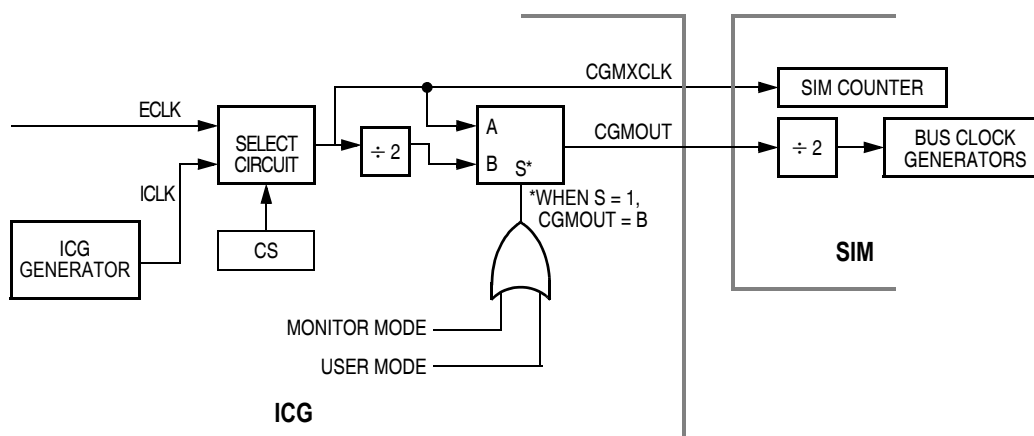 CGMXCLK
SIM COUNTER
ECLK
SELECT
CIRCUIT
÷ 2
A
B
S*
CGMOUT
÷ 2
BUS CLOCK
GENERATORS
ICLK
*WHEN S = 1,
CGMOUT = B
ICG
GENERATOR
CS
SIM
MONITOR MODE
USER MODE
ICG